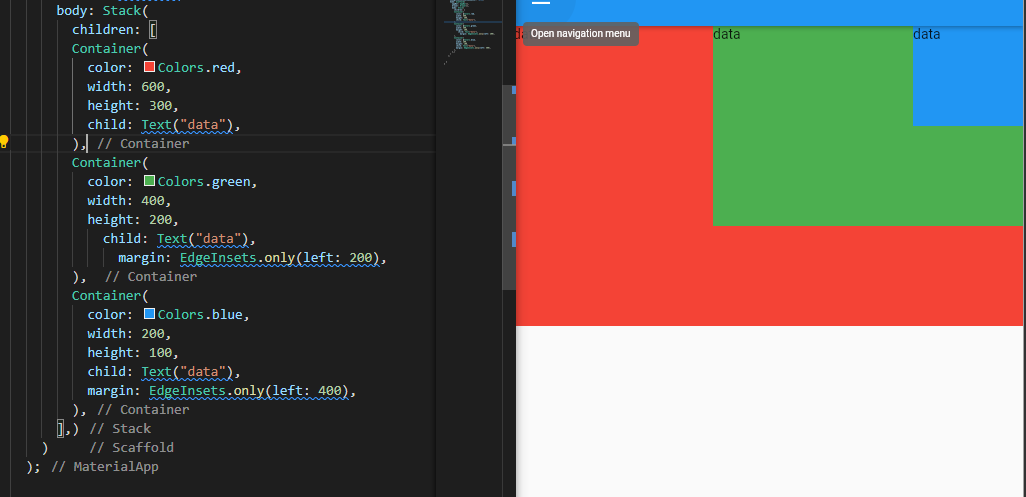 body: Stack(
children: [
Container(
color: Colors.red,
width: 600,
height: 300,
child: Text("data"),
), // Container
Container(
color: Colors.green,
width: 400,
height: 200,
child: Text("data"),
margin: EdgeInsets.only(left: 200),
), // Container
Container(
color: Colors.blue,
width: 200,
height: 100,
child: Text("data"),
margin: EdgeInsets.only(left: 400),
), // Container
],) // Stack
) // Scaffold
); // MaterialApp
Open navigation menu
data
data